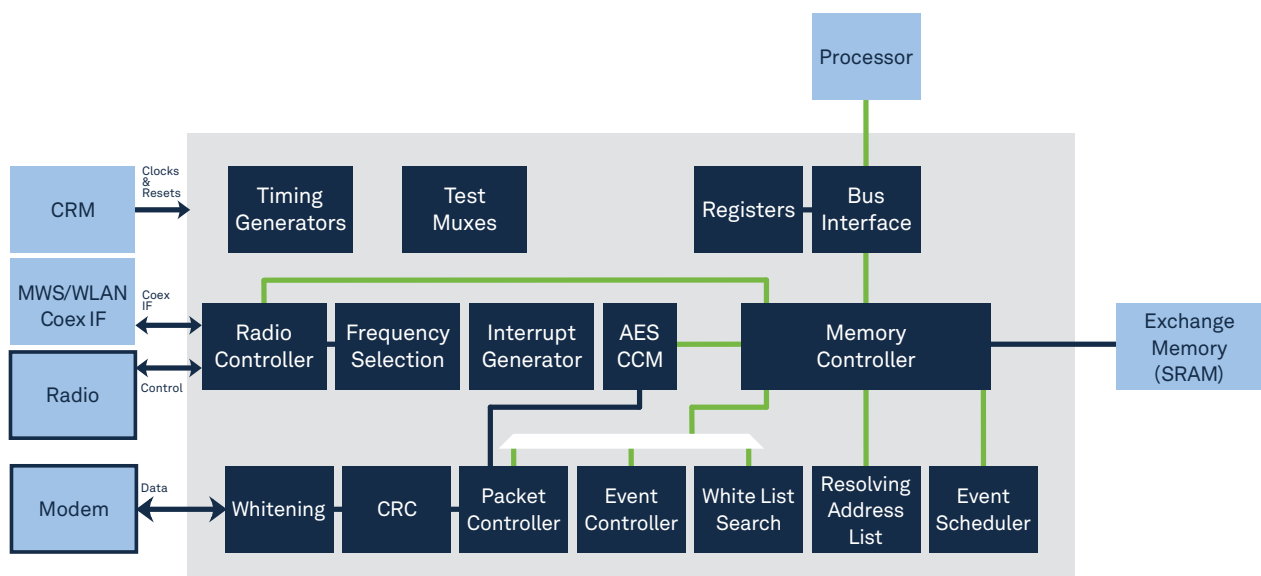 Processor
Clocks
&
Resets
CRM
Timing
Generators
Test
Muxes
Registers
Bus
Interface
MWS/WLAN
Coex IF
Coex
IF
Radio
Controller
Frequency
Selection
Interrupt
Generator
AES
CCM
Memory
Controller
Exchange
Memory
(SRAM)
Radio
Control
Modem
Data
Whitening
CRC
Packet
Controller
Event
Controller
White List
Search
Resolving
Address
List
Event
Scheduler